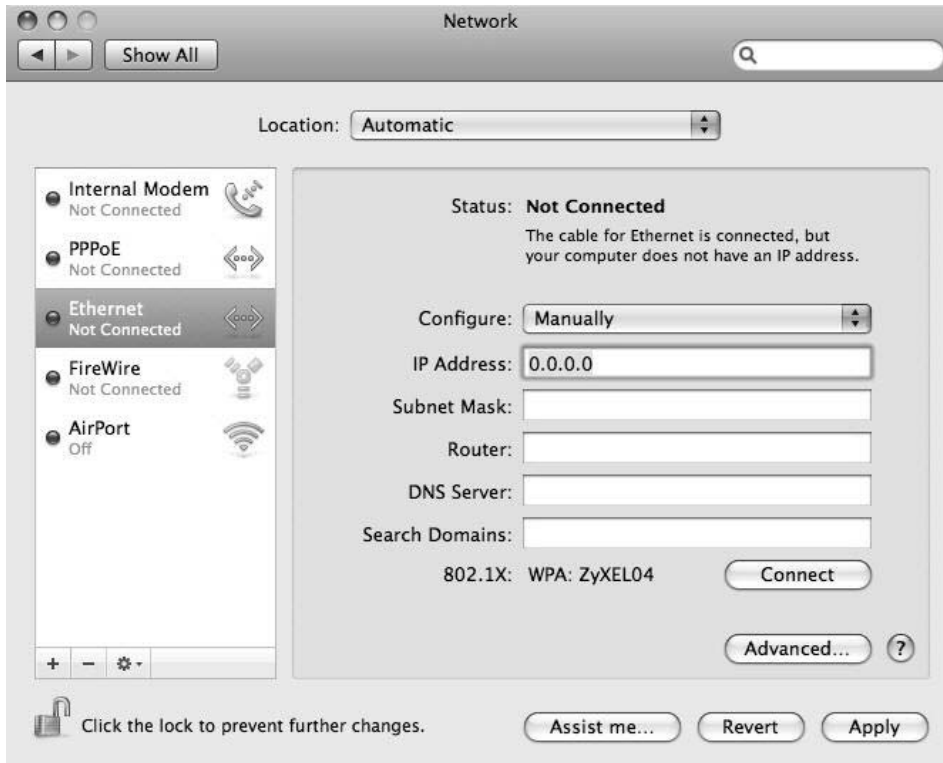 Network
Show All
Location: Automatic
Internal Modem
Not Connected
PPPoE
Not Connected
Ethernet
Not Connected
FireWire
Not Connected
AirPort
Off
Status: Not Connected
The cable for Ethernet is connected, but
your computer does not have an IP address.
Configure: Manually
IP Address: 0.0.0.0
Subnet Mask:
Router:
DNS Server:
Search Domains:
802.1X: WPA: ZyXEL04 Connect
Advanced... ?
Click the lock to prevent further changes.
Assist me... Revert Apply